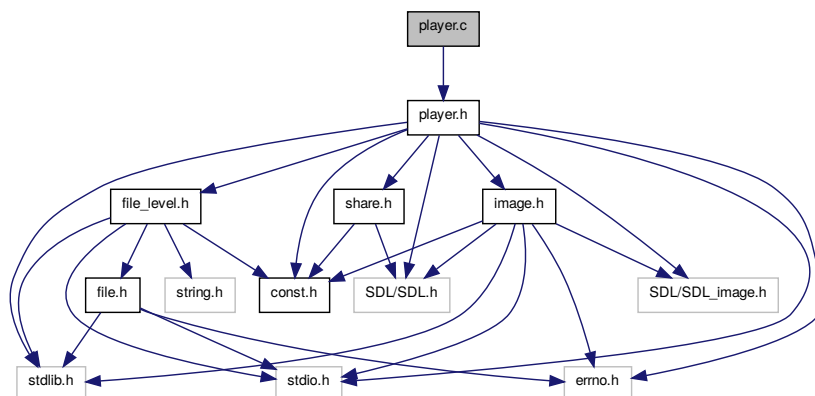 player.c
player.h
file_level.h
share.h
image.h
file.h
string.h
const.h
SDL/SDL.h
SDL/SDL_image.h
stdlib.h
stdio.h
errno.h